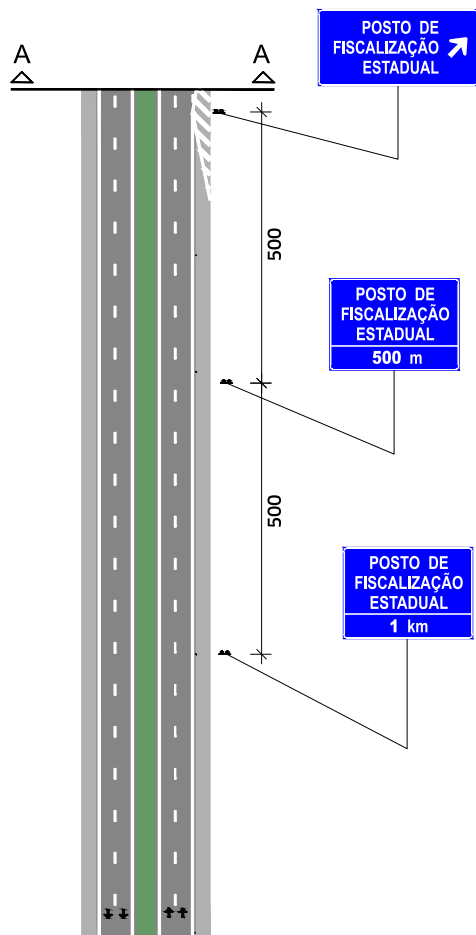 POSTO DE
FISCALIZAÇÃO
ESTADUAL
A
A
500
POSTO DE
FISCALIZAÇÃO
ESTADUAL
500 m
500
POSTO DE
FISCALIZAÇÃO
ESTADUAL
1 km